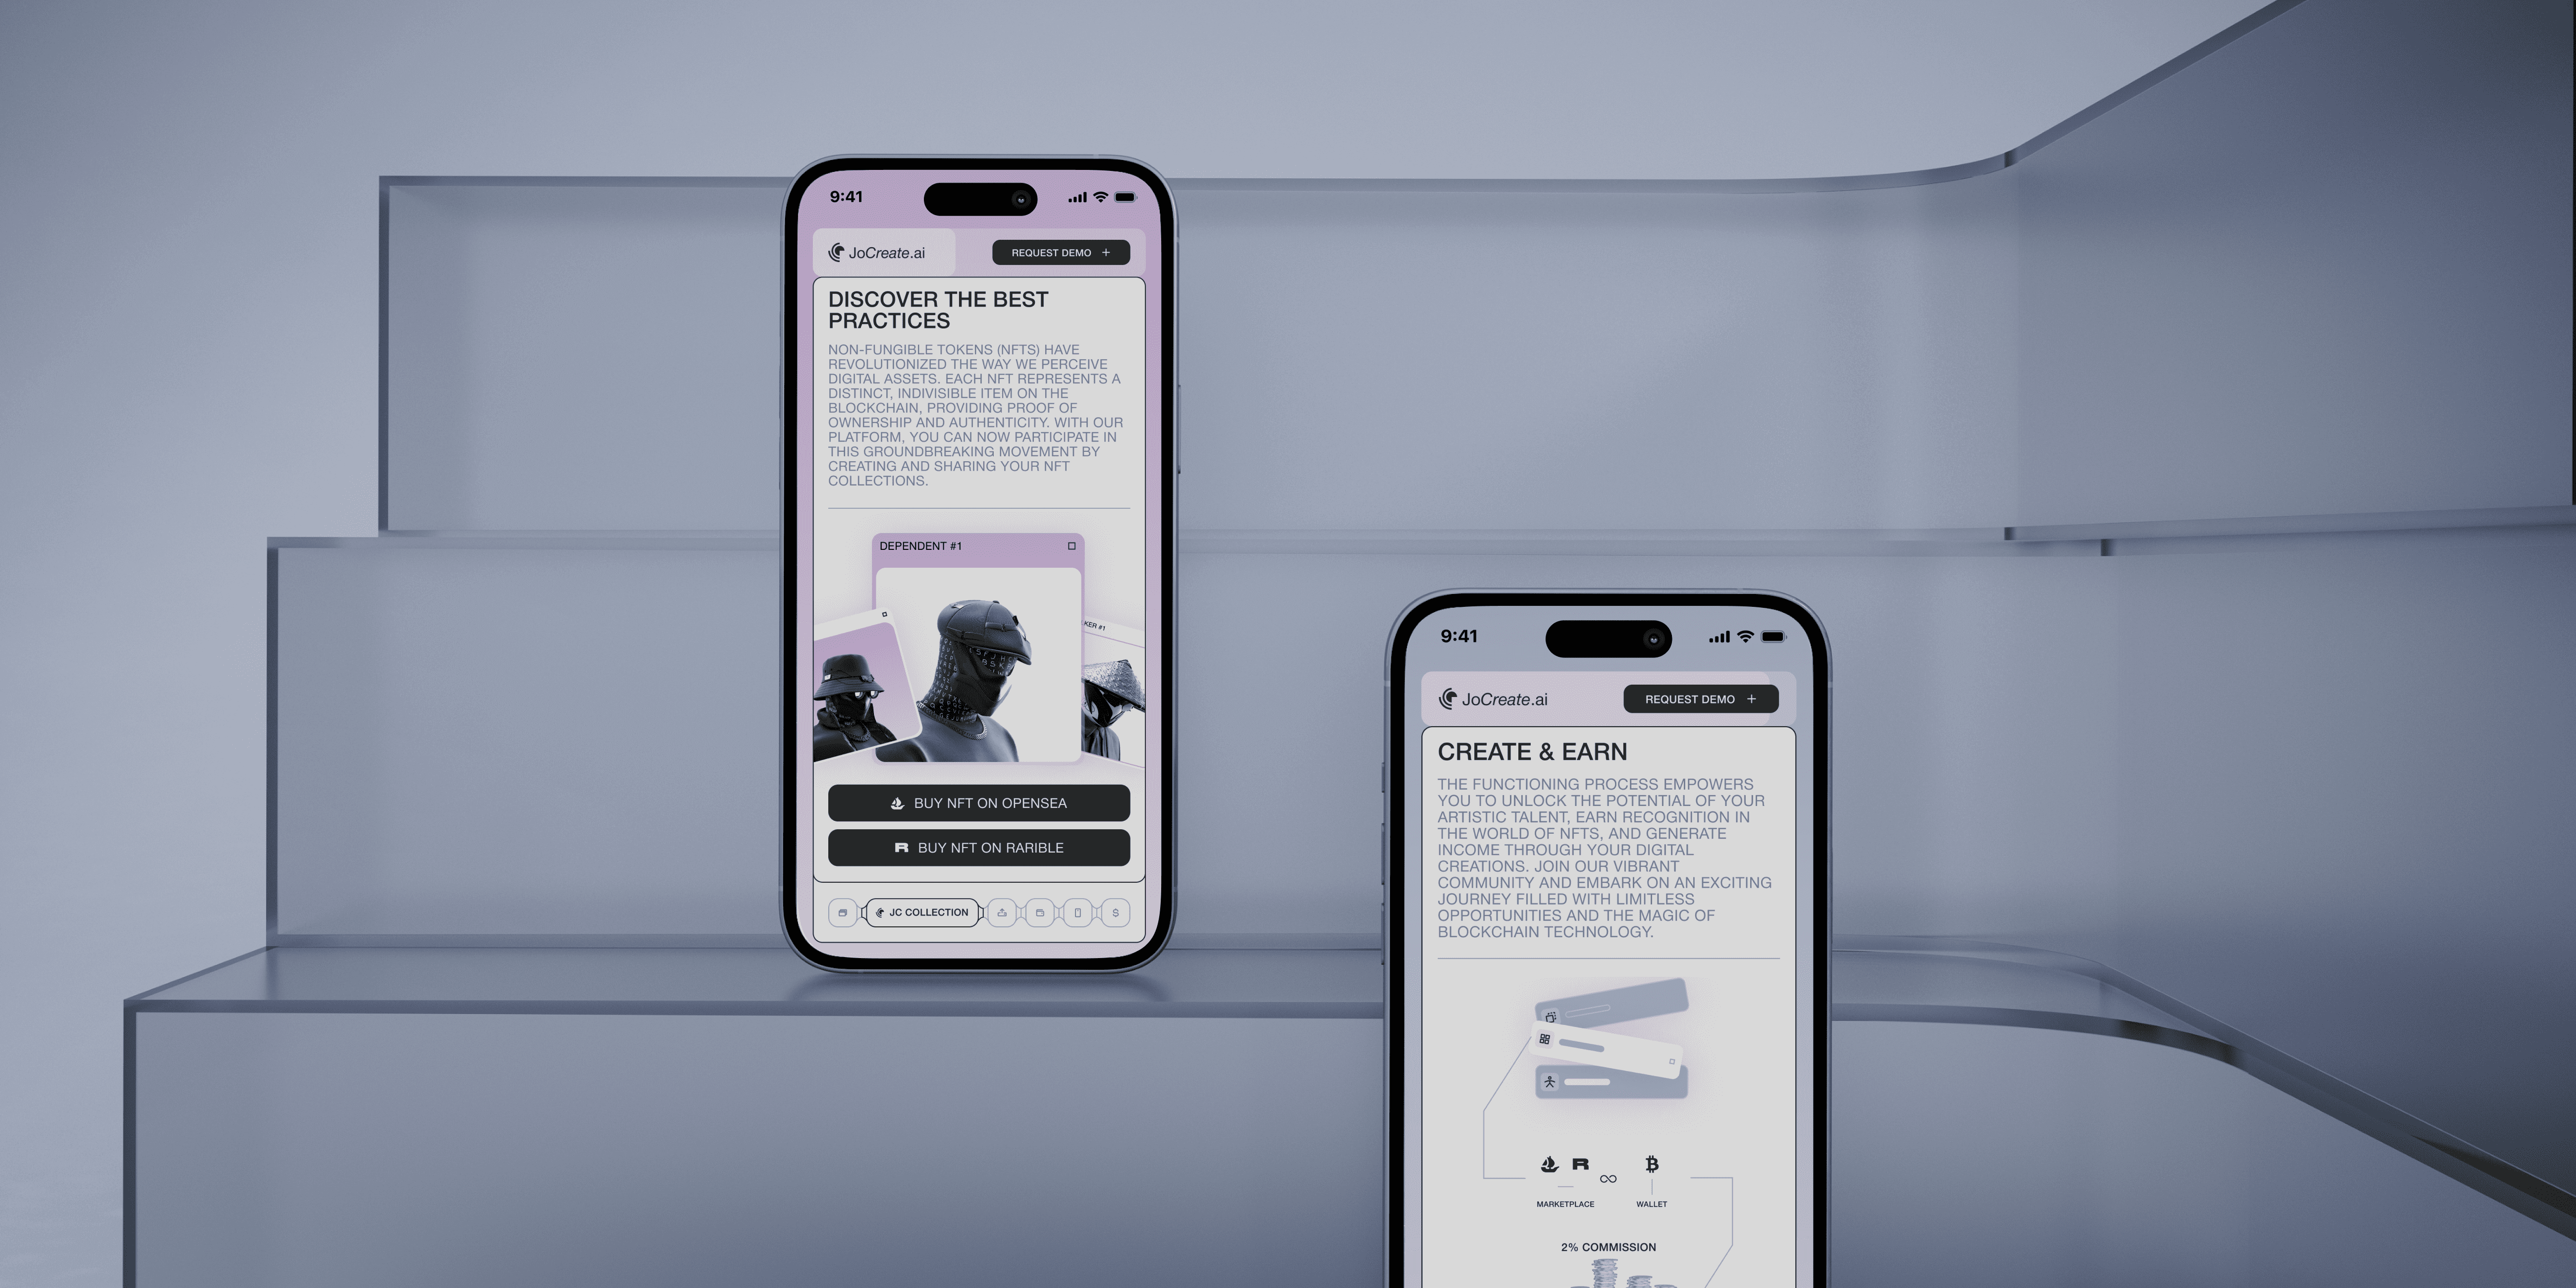 9:41
JoCreate.ai
REQUEST DEMO +
DISCOVER THE BEST
PRACTICES
NON-FUNGIBLE TOKENS (NFTS) HAVE
REVOLUTIONIZED THE WAY WE PERCEIVE
DIGITAL ASSETS. EACH NFT REPRESENTS A
DISTINCT, INDIVISIBLE ITEM ON THE
BLOCKCHAIN, PROVIDING PROOF OF
OWNERSHIP AND AUTHENTICITY. WITH OUR
PLATFORM, YOU CAN NOW PARTICIPATE IN
THIS GROUNDBREAKING MOVEMENT BY
CREATING AND SHARING YOUR NFT
COLLECTIONS.
DEPENDENT #1
#1
BUY NFT ON OPENSEA
BUY NFT ON RARIBLE
JC COLLECTION
$
9:41
JoCreate.ai
REQUEST DEMO +
CREATE & EARN
THE FUNCTIONING PROCESS EMPOWERS
YOU TO UNLOCK THE POTENTIAL OF YOUR
ARTISTIC TALENT, EARN RECOGNITION IN
THE WORLD OF NFTS, AND GENERATE
INCOME THROUGH YOUR DIGITAL
CREATIONS. JOIN OUR VIBRANT
COMMUNITY AND EMBARK ON AN EXCITING
JOURNEY FILLED WITH LIMITLESS
OPPORTUNITIES AND THE MAGIC OF
BLOCKCHAIN TECHNOLOGY.
MARKETPLACE
WALLET
2% COMMISSION